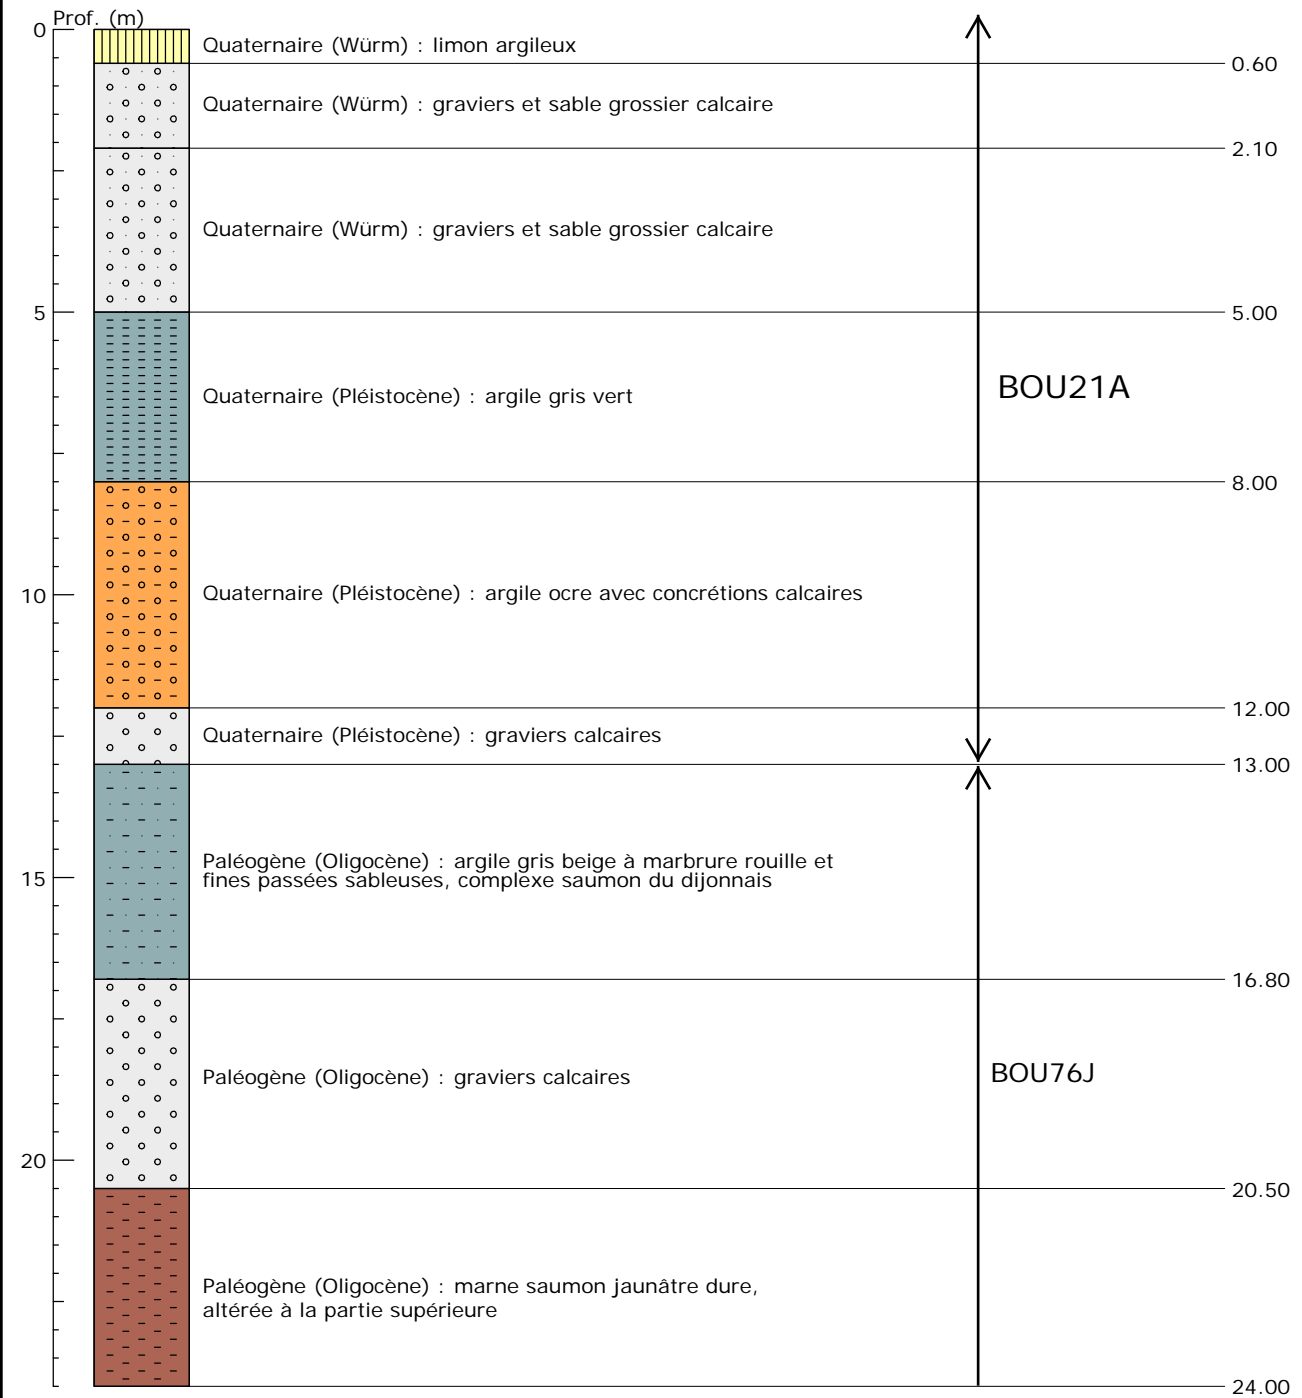 Prof. (m)
0
Quaternaire (Würm) : limon argileux
0.60
Quaternaire (Würm) : graviers et sable grossier calcaire
2.10
Quaternaire (Würm) : graviers et sable grossier calcaire
5
5.00
BOU21A
Quaternaire (Pléistocène) : argile gris vert
8.00
10
Quaternaire (Pléistocène) : argile ocre avec concrétions calcaires
12.00
Quaternaire (Pléistocène) : graviers calcaires
13.00
Paléogène (Oligocène) : argile gris beige à marbrure rouille et
fines passées sableuses, complexe saumon du dijonnais
15
16.80
Paléogène (Oligocène) : graviers calcaires
BOU76J
20
20.50
Paléogène (Oligocène) : marne saumon jaunâtre dure,
altérée à la partie supérieure
24.00